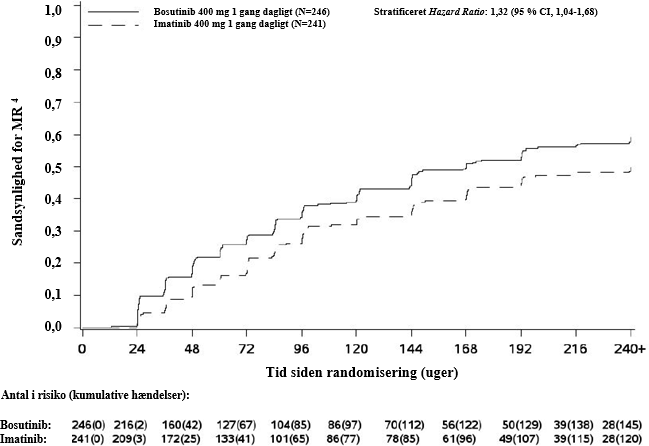 Bosutinib 400 mg 1 gang dagligt (N=246)
Imatinib 400 mg 1 gang dagligt (N=241)
Stratificeret Hazard Ratio: 1,32 (95 % CI, 1,04-1,68)
Sandsynlighed for MR 4
1,0
0,9
0,8
0,7
0,6
0,5
0,4
0,3
0,2
0,1
0,0
0 24 48 72 96 120 144 168 192 216 240+
Tid siden randomisering (uger)
Antal i risiko (kumulative hændelser):
Bosutinib: 246(0) 216(2) 160(42) 127(67) 104(85) 86(97) 70(112) 56(122) 50(129) 39(138) 28(145)
Imatinib: 241(0) 209(3) 172(25) 133(41) 101(65) 86(77) 78(85) 61(96) 49(107) 39(115) 28(120)